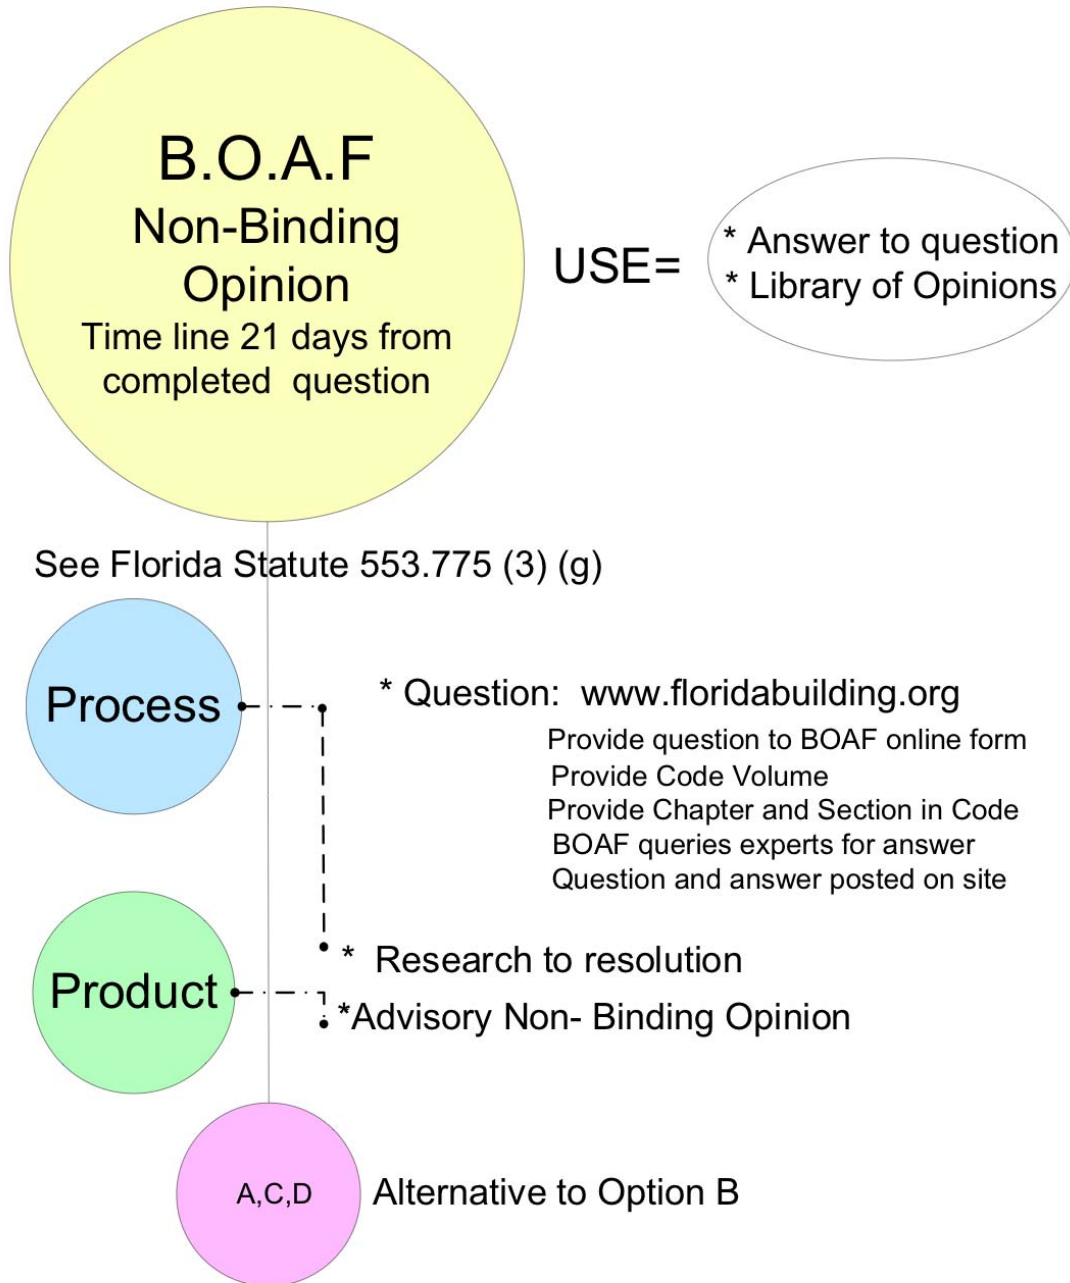 B.O.A.F
Non-Binding
Opinion
Time line 21 days from
completed question
USE=
* Answer to question
* Library of Opinions
See Florida Statute 553.775 (3) (g)
Process
* Question: www.floridabuilding.org
Provide question to BOAF online form
Provide Code Volume
Provide Chapter and Section in Code
BOAF queries experts for answer
Question and answer posted on site
* Research to resolution
Product
*Advisory Non- Binding Opinion
A,C,D
Alternative to Option B